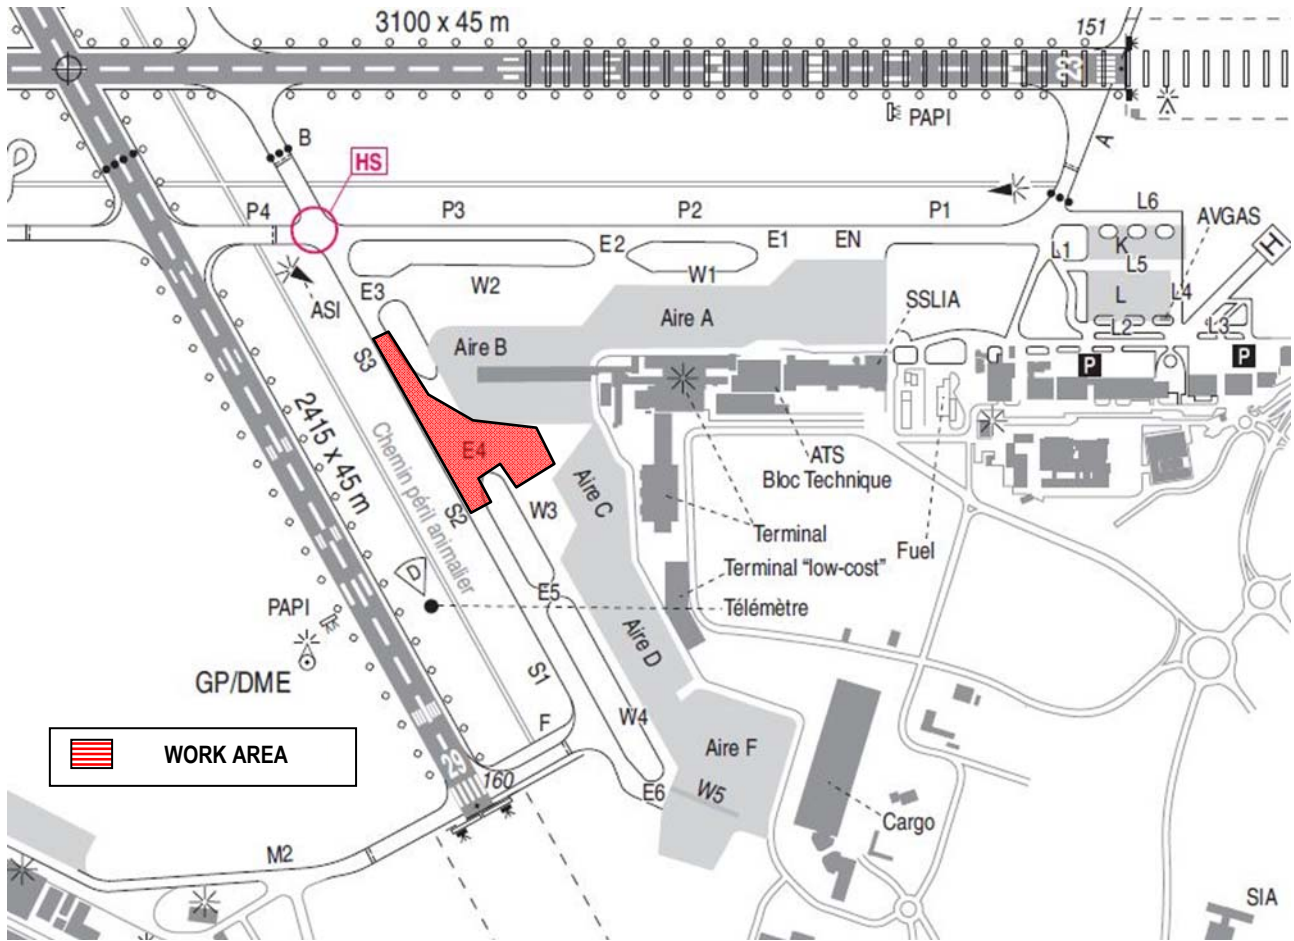 3100 x 45 m
151
23
PAPI
A
B
HS
P4
P3
P2
P1
L6
AVGAS
E2
E1
EN
L1
K
L5
H
W2
W1
E3
ASI
SSLIA
L
L4
L2
L3
Aire A
Aire B
S3
P
P
2415 x 45 m
Chemin péril animalier
E4
ATS
Bloc Technique
S2
W3
Aire C
Terminal
Fuel
Terminal "low-cost"
D
E5
Télémètre
PAPI
Aire D
GP/DME
S1
W4
F
WORK AREA
Aire F
29
160
E6
W5
Cargo
M2
SIA